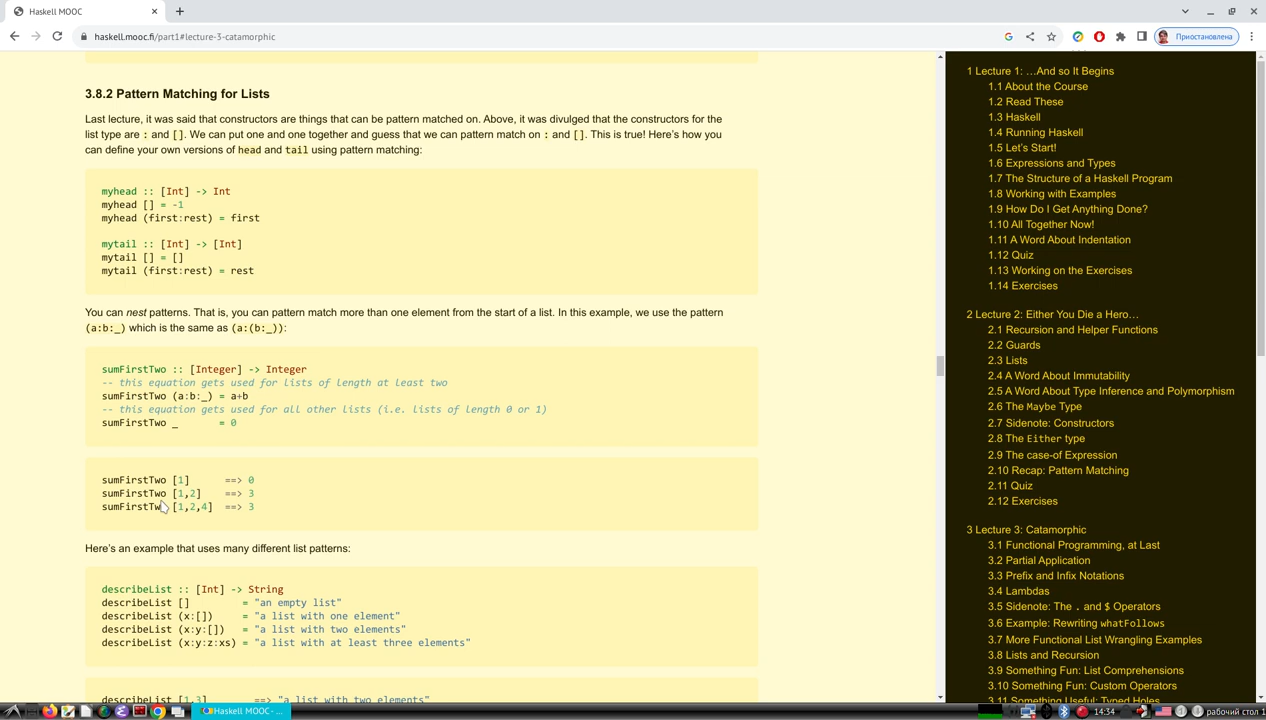 Haskell MOOC
haskell.mooc.fi/part1#lecture-3-catamorphic
Приостановлена
3.8.2 Pattern Matching for Lists
Last lecture, it was said that constructors are things that can be pattern matched on. Above, it was divulged that the constructors for the
list type are : and []. We can put one and one together and guess that we can pattern match on : and []. This is true! Here’s how you
can define your own versions of head and tail using pattern matching:
myhead :: [Int] -> Int
myhead [] = -1
myhead (first:rest) = first
mytail :: [Int] -> [Int]
mytail [] = []
mytail (first:rest) = rest
You can nest patterns. That is, you can pattern match more than one element from the start of a list. In this example, we use the pattern
(a:b:_) which is the same as (a:(b:_)):
sumFirstTwo :: [Integer] -> Integer
-- this equation gets used for lists of length at least two
sumFirstTwo (a:b:_) = a+b
-- this equation gets used for all other lists (i.e. lists of length 0 or 1)
sumFirstTwo _       = 0
sumFirstTwo [1]      ==> 0
sumFirstTwo [1,2]    ==> 3
sumFirstTwo [1,2,4]  ==> 3
Here’s an example that uses many different list patterns:
describeList :: [Int] -> String
describeList []         = "an empty list"
describeList (x:[])     = "a list with one element"
describeList (x:y:[])   = "a list with two elements"
describeList (x:y:z:xs) = "a list with at least three elements"
describeList [1,3]        ==> "a list with two elements"
1 Lecture 1: …And so It Begins
1.1 About the Course
1.2 Read These
1.3 Haskell
1.4 Running Haskell
1.5 Let’s Start!
1.6 Expressions and Types
1.7 The Structure of a Haskell Program
1.8 Working with Examples
1.9 How Do I Get Anything Done?
1.10 All Together Now!
1.11 A Word About Indentation
1.12 Quiz
1.13 Working on the Exercises
1.14 Exercises
2 Lecture 2: Either You Die a Hero…
2.1 Recursion and Helper Functions
2.2 Guards
2.3 Lists
2.4 A Word About Immutability
2.5 A Word About Type Inference and Polymorphism
2.6 The Maybe Type
2.7 Sidenote: Constructors
2.8 The Either type
2.9 The case-of Expression
2.10 Recap: Pattern Matching
2.11 Quiz
2.12 Exercises
3 Lecture 3: Catamorphic
3.1 Functional Programming, at Last
3.2 Partial Application
3.3 Prefix and Infix Notations
3.4 Lambdas
3.5 Sidenote: The . and $ Operators
3.6 Example: Rewriting whatFollows
3.7 More Functional List Wrangling Examples
3.8 Lists and Recursion
3.9 Something Fun: List Comprehensions
3.10 Something Fun: Custom Operators
3.11 Something Useful: Typed Holes
Haskell MOOC - ...
14:34
рабочий стол 1